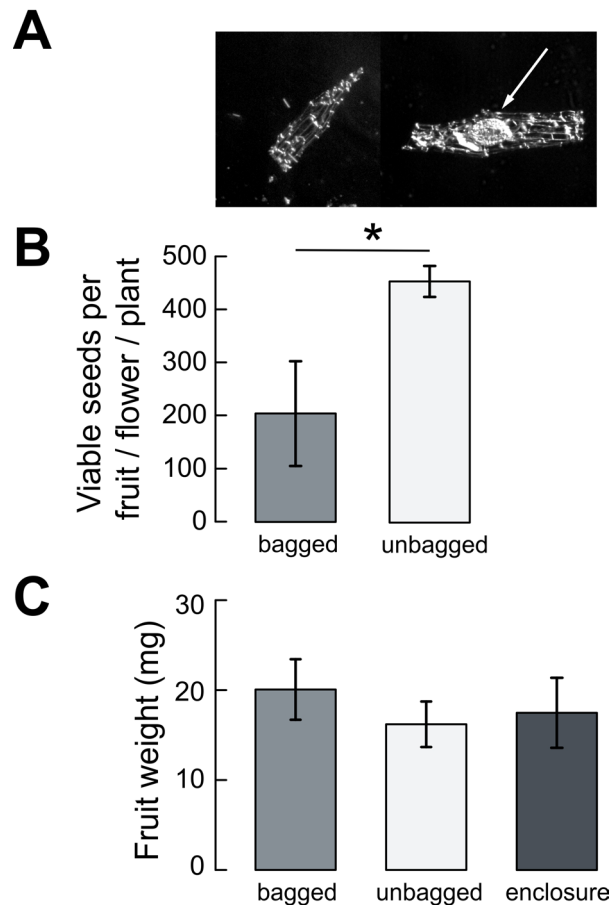 A
B
Viable seeds per
fruit / flower / plant
500
400
300
200
100
0
*
bagged
unbagged
C
Fruit weight (mg)
30
20
10
0
bagged
unbagged
enclosure